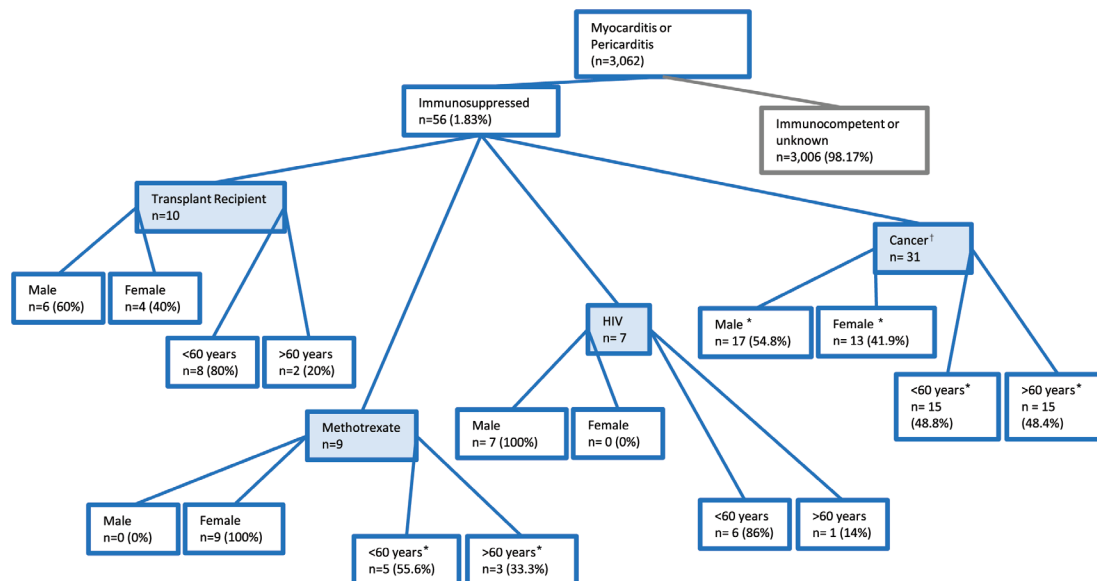 Myocarditis or
Pericarditis
(n=3,062)
Immunosuppressed
n=56 (1.83%)
Immunocompetent or
unknown
n=3,006 (98.17%)
Transplant Recipient
n=10
Male
n=6 (60%)
Female
n=4 (40%)
<60 years
n=8 (80%)
>60 years
n=2 (20%)
Methotrexate
n=9
Male
n=0 (0%)
Female
n=9 (100%)
<60 years*
n=5 (55.6%)
>60 years*
n=3 (33.3%)
HIV
n= 7
Male
n= 7 (100%)
Female
n= 0 (0%)
<60 years
n= 6 (86%)
>60 years
n= 1 (14%)
Cancer†
n= 31
Male *
n= 17 (54.8%)
Female *
n= 13 (41.9%)
<60 years*
n= 15
(48.8%)
>60 years*
n = 15
(48.4%)